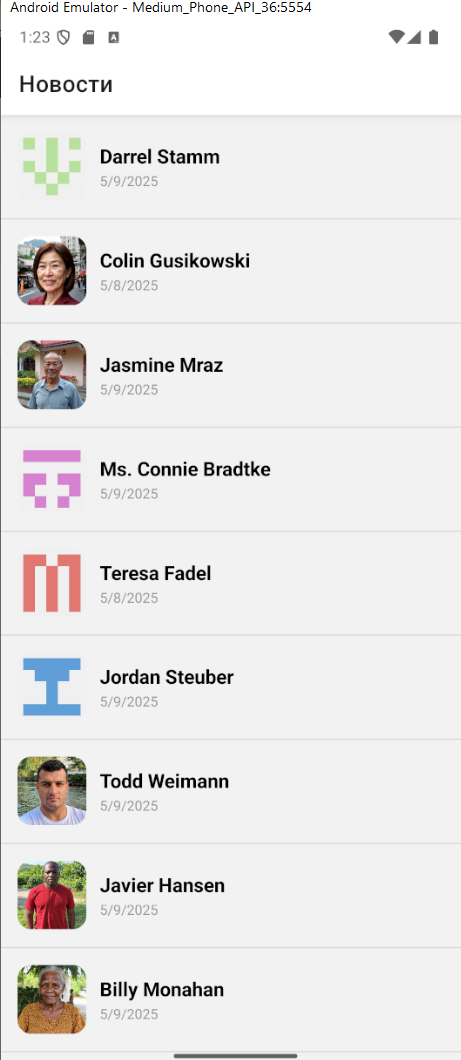 Android Emulator - Medium_Phone_API_36:5554
1:23
A
Новости
Darrel Stamm
5/9/2025
Colin Gusikowski
5/8/2025
Jasmine Mraz
5/9/2025
Ms. Connie Bradtke
5/9/2025
Teresa Fadel
5/8/2025
Jordan Steuber
5/9/2025
Todd Weimann
5/9/2025
Javier Hansen
5/9/2025
Billy Monahan
5/9/2025